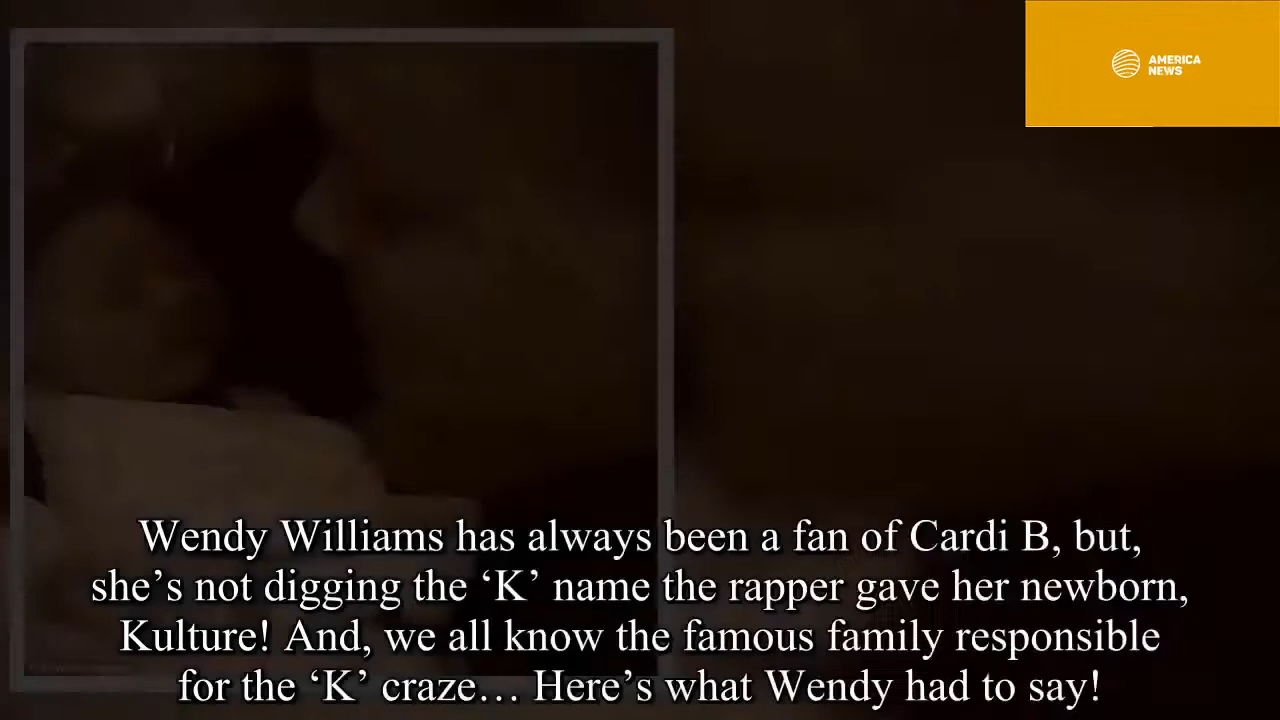 AMERICA
NEWS
Wendy Williams has always been a fan of Cardi B, but,
she’s not digging the ‘K’ name the rapper gave her newborn,
Kulture! And, we all know the famous family responsible
for the ‘K’ craze… Here’s what Wendy had to say!